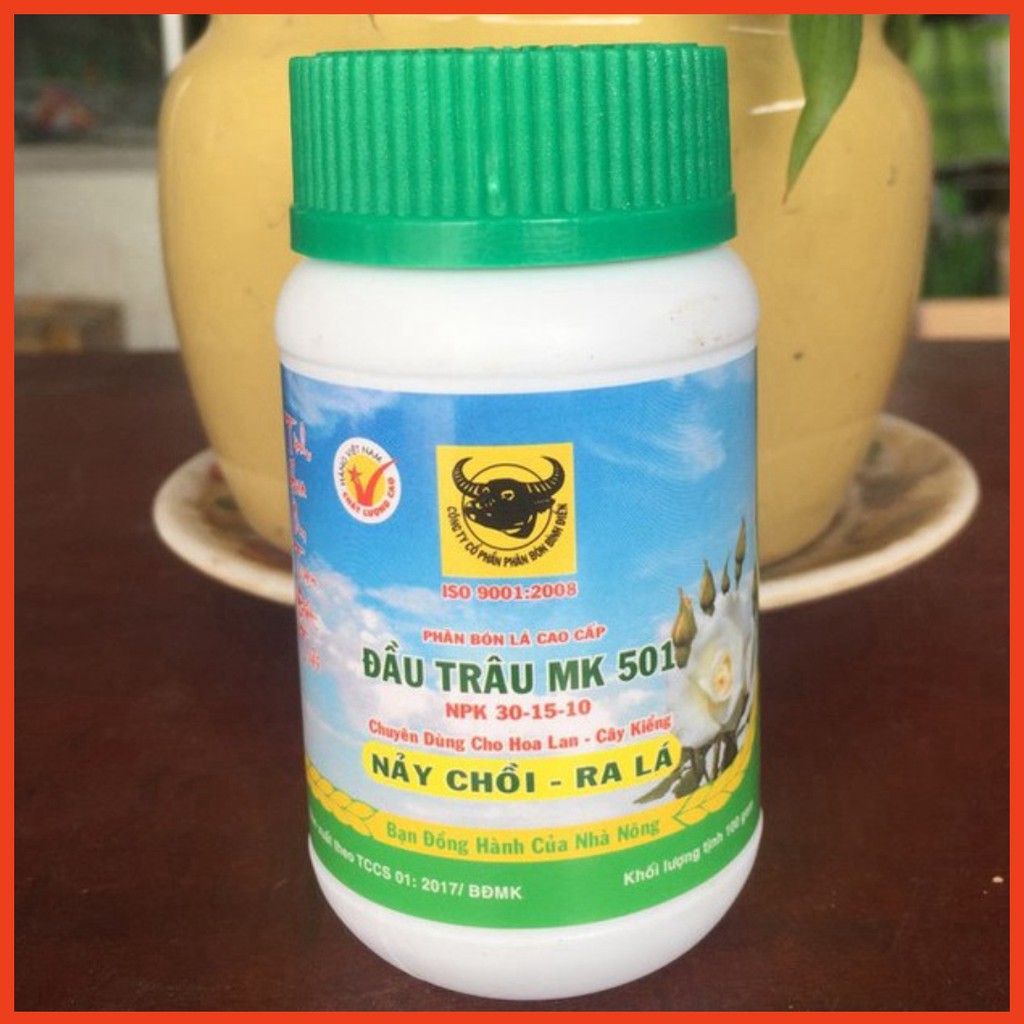 HÀNG VIỆT NAM
CHẤT LƯỢNG CAO
CÔNG TY CỔ PHẦN PHÂN BÓN BÌNH ĐIỀN
ISO 9001:2008
PHÂN BÓN LÁ CAO CẤP
ĐẦU TRÂU MK 501
NPK 30-15-10
Chuyên Dùng Cho Hoa Lan - Cây Kiểng
NẢY CHỒI - RA LÁ
Bạn Đồng Hành Của Nhà Nông
xuất theo TCCS 01: 2017/ BĐMK
Khối lượng tịnh 100 gam